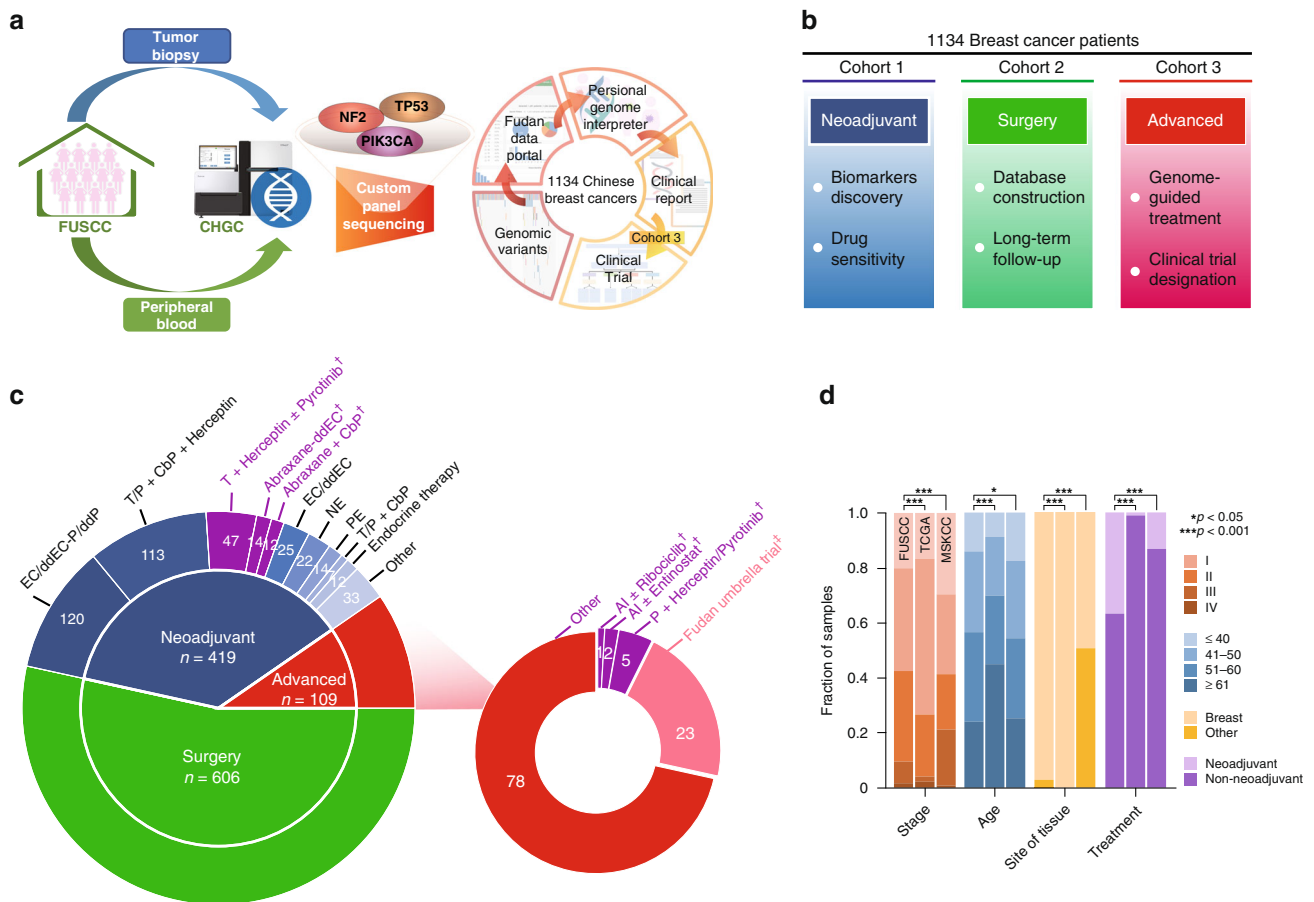 a
Tumor
biopsy
FUSCC
CHGC
Peripheral
blood
NF2
TP53
PIK3CA
Custom
panel
sequencing
Fudan
data
portal
Persional
genome
interpreter
1134 Chinese
breast cancers
Clinical
report
Cohort 3
Clinical
Trial
Genomic
variants
b
1134 Breast cancer patients
Cohort 1
Cohort 2
Cohort 3
Neoadjuvant
Surgery
Advanced
Biomarkers
discovery
Drug
sensitivity
Database
construction
Long-term
follow-up
Genome-
guided
treatment
Clinical trial
designation
c
EC/ddEC-P/ddP
T/P + CbP + Herceptin
T + Herceptin ± Pyrotinib†
Abraxane-ddEC†
Abraxane + CbP†
EC/ddEC
NE
PE
T/P + CbP
Endocrine therapy
Other
120
113
47
14
12
25
22
14
12
33
Neoadjuvant
n = 419
Advanced
n = 109
Surgery
n = 606
Other
AI ± Ribociclib†
AI ± Entinostat†
P + Herceptin/Pyrotinib†
Fudan umbrella trial‡
1
2
5
23
78
d
Fraction of samples
1.0
0.8
0.6
0.4
0.2
0
***
***
*
***
***
***
***
***
FUSCC
TCGA
MSKCC
Stage
Age
Site of tissue
Treatment
*p < 0.05
***p < 0.001
I
II
III
IV
≤ 40
41–50
51–60
≥ 61
Breast
Other
Neoadjuvant
Non-neoadjuvant